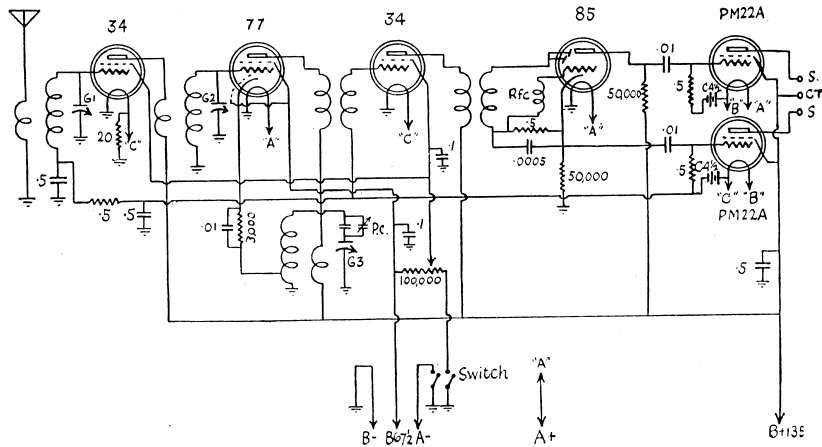 34
77
34
85
PM22A
G1
20
"C"
.5
.5
.5
G2
"A"
.01
3,000
P.C.
G3
"C"
.1
.1
100,000
Rfc
.5
.0005
"A"
50,000
50,000
.01
.5
C4½
"B"
"A"
S.
CT
S
.01
.5
C4½
"C"
"B"
PM22A
.5
Switch
"A"
B-
B67½
A-
A+
B+135